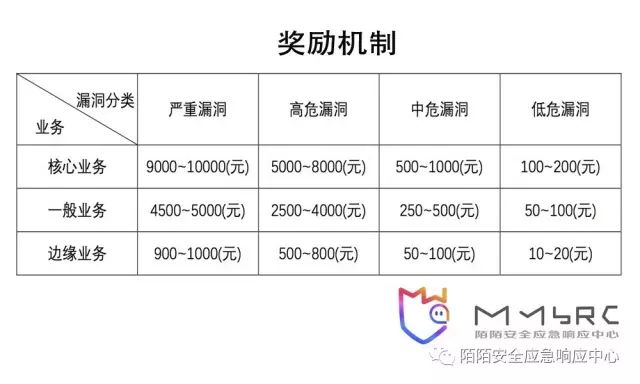 奖励机制
漏洞分类
业务
严重漏洞 高危漏洞 中危漏洞 低危漏洞
核心业务 9000~10000(元) 5000~8000(元) 500~1000(元) 100~200(元)
一般业务 4500~5000(元) 2500~4000(元) 250~500(元) 50~100(元)
边缘业务 900~1000(元) 500~800(元) 50~100(元) 10~20(元)
MMSRC
陌陌安全应急响应中心
陌陌安全应急响应中心